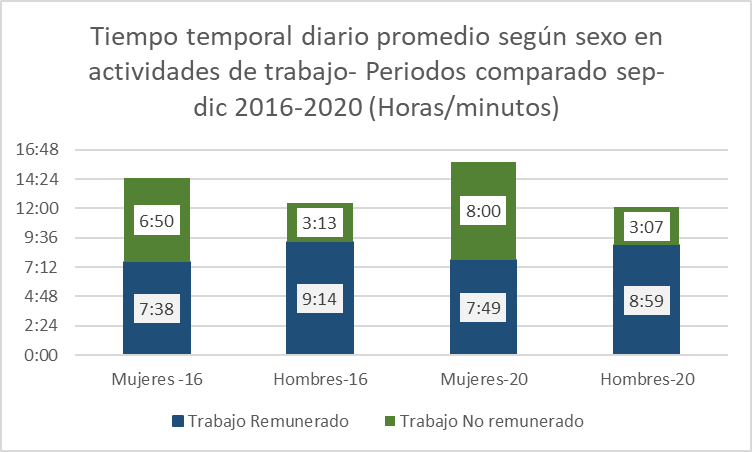 Tiempo temporal diario promedio según sexo en
actividades de trabajo- Periodos comparado sep-
dic 2016-2020 (Horas/minutos)
16:48
14:24
12:00
9:36
7:12
4:48
2:24
0:00
6:50
3:13
8:00
3:07
7:38
9:14
7:49
8:59
Mujeres -16
Hombres-16
Mujeres-20
Hombres-20
Trabajo Remunerado
Trabajo No remunerado